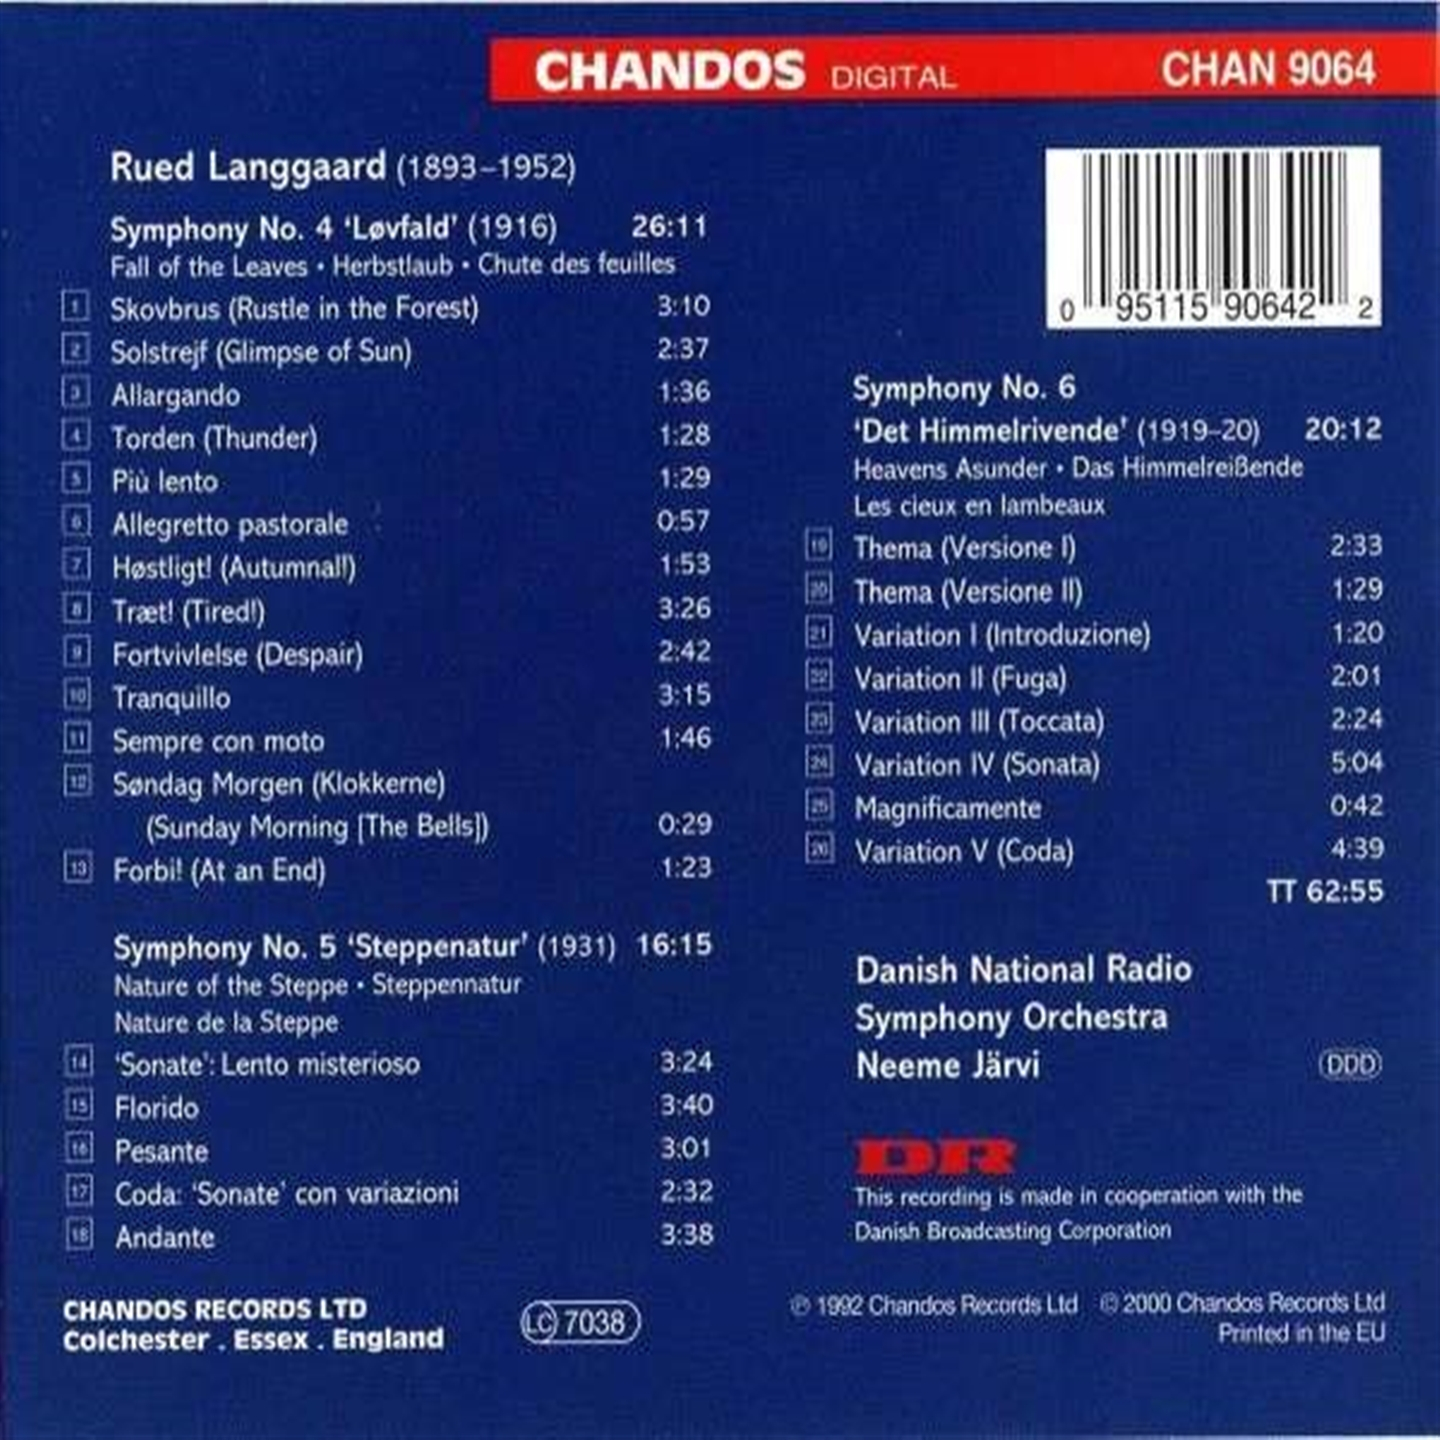 CHANDOS DIGITAL CHAN 9064
Rued Langgaard (1893–1952)
Symphony No. 4 ‘Løvfald’ (1916) 26:11
Fall of the Leaves • Herbstlaub • Chute des feuilles
1 Skovbrus (Rustle in the Forest) 3:10
2 Solstrejf (Glimpse of Sun) 2:37
3 Allargando 1:36
4 Torden (Thunder) 1:28
5 Più lento 1:29
6 Allegretto pastorale 0:57
7 Høstligt! (Autumnal!) 1:53
8 Træt! (Tired!) 3:26
9 Fortvivlelse (Despair) 2:42
10 Tranquillo 3:15
11 Sempre con moto 1:46
12 Søndag Morgen (Klokkerne)
(Sunday Morning [The Bells]) 0:29
13 Forbi! (At an End) 1:23
Symphony No. 5 ‘Steppenatur’ (1931) 16:15
Nature of the Steppe • Steppennatur
Nature de la Steppe
14 ‘Sonate’: Lento misterioso 3:24
15 Florido 3:40
16 Pesante 3:01
17 Coda: ‘Sonate’ con variazioni 2:32
18 Andante 3:38
CHANDOS RECORDS LTD
Colchester . Essex . England
LC 7038
0 95115 90642 2
Symphony No. 6
‘Det Himmelrivende’ (1919–20) 20:12
Heavens Asunder • Das Himmelreißende
Les cieux en lambeaux
19 Thema (Versione I) 2:33
20 Thema (Versione II) 1:29
21 Variation I (Introduzione) 1:20
22 Variation II (Fuga) 2:01
23 Variation III (Toccata) 2:24
24 Variation IV (Sonata) 5:04
25 Magnificamente 0:42
26 Variation V (Coda) 4:39
TT 62:55
Danish National Radio
Symphony Orchestra
Neeme Järvi DDD
DR
This recording is made in cooperation with the
Danish Broadcasting Corporation
℗ 1992 Chandos Records Ltd © 2000 Chandos Records Ltd
Printed in the EU